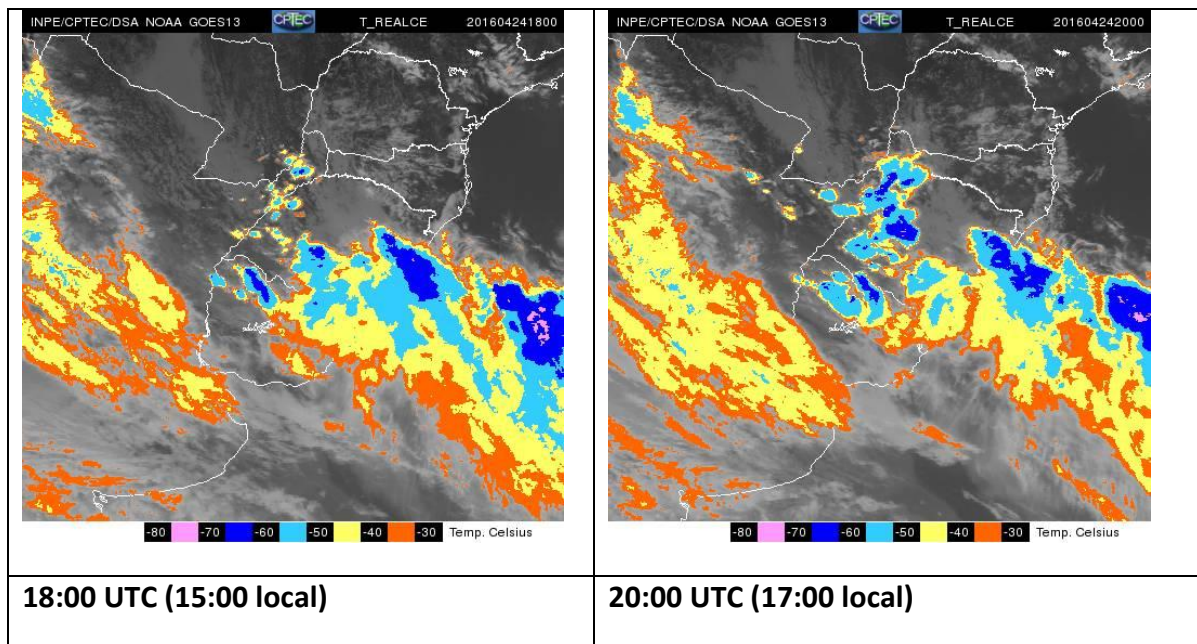 INPE/CPTEC/DSA NOAA GOES13 CPTEC T_REALCE 201604241800
-80 -70 -60 -50 -40 -30 Temp. Celsius
18:00 UTC (15:00 local)
INPE/CPTEC/DSA NOAA GOES13 CPTEC T_REALCE 201604242000
-80 -70 -60 -50 -40 -30 Temp. Celsius
20:00 UTC (17:00 local)